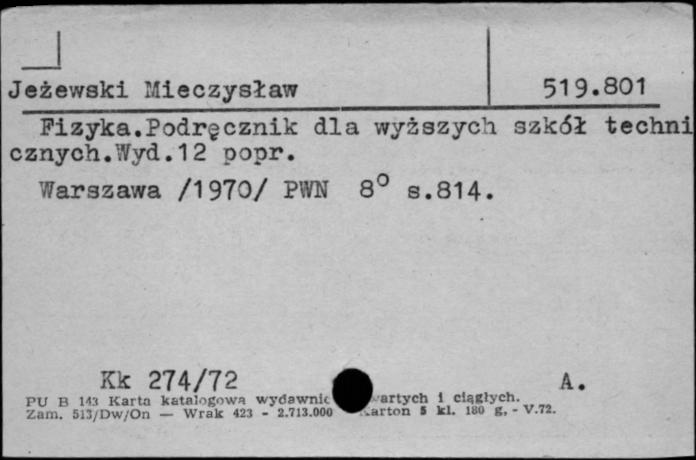 Jeżewski Mieczysław 519.801
Fizyka.Podręcznik dla wyższych szkół techni
cznych.Wyd.12 popr.
Warszawa /1970/ PWN 8° s.814.
Kk 274/72 A.
PU B 143 Karta katalogowa wydawnic artych i ciągłych.
Zam. 513/Dw/On — Wrak 423 - 2.713.000 arton 5 kl. 180 g, - V.72.